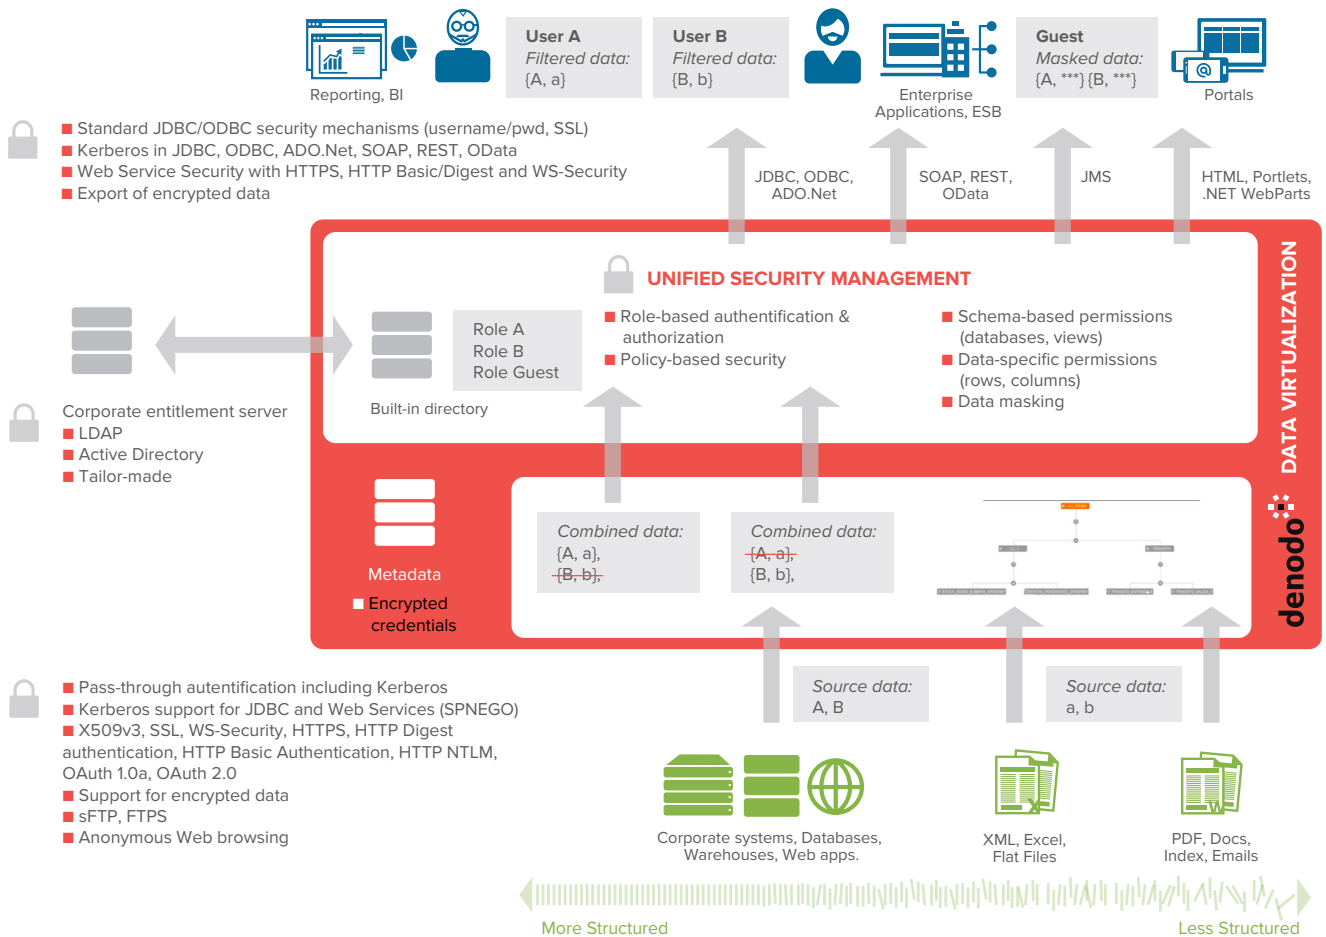 User A
Filtered data:
{A, a}
User B
Filtered data:
{B, b}
Guest
Masked data:
{A, ***} {B, ***}
@
Reporting, BI
Enterprise
Applications, ESB
Portals
Standard JDBC/ODBC security mechanisms (username/pwd, SSL)
Kerberos in JDBC, ODBC, ADO.Net, SOAP, REST, OData
Web Service Security with HTTPS, HTTP Basic/Digest and WS-Security
Export of encrypted data
JDBC, ODBC,
ADO.Net
SOAP, REST,
OData
JMS
HTML, Portlets,
.NET WebParts
UNIFIED SECURITY MANAGEMENT
Role-based authentification &
authorization
Policy-based security
Schema-based permissions
(databases, views)
Data-specific permissions
(rows, columns)
Data masking
Role A
Role B
Role Guest
Built-in directory
DATA VIRTUALIZATION
denodo
Corporate entitlement server
LDAP
Active Directory
Tailor-made
Metadata
Encrypted
credentials
Combined data:
{A, a},
{B, b},
Combined data:
{A, a},
{B, b},
Pass-through autentification including Kerberos
Kerberos support for JDBC and Web Services (SPNEGO)
X509v3, SSL, WS-Security, HTTPS, HTTP Digest
authentication, HTTP Basic Authentication, HTTP NTLM,
OAuth 1.0a, OAuth 2.0
Support for encrypted data
sFTP, FTPS
Anonymous Web browsing
Source data:
A, B
Source data:
a, b
X
W
Corporate systems, Databases,
Warehouses, Web apps.
XML, Excel,
Flat Files
PDF, Docs,
Index, Emails
More Structured
Less Structured